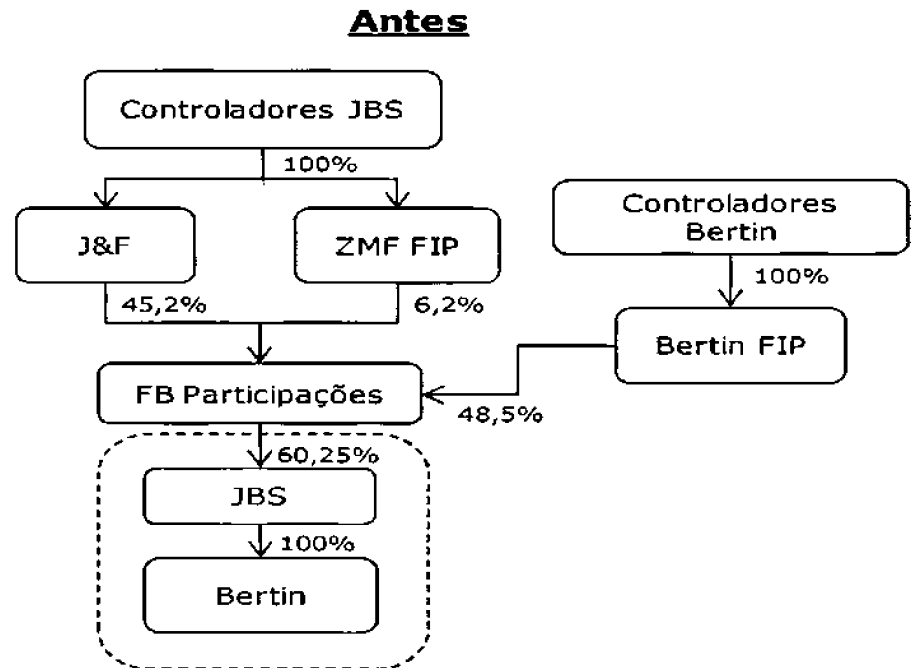 Antes
Controladores JBS
100%
J&F
ZMF FIP
Controladores
Bertin
45,2%
6,2%
100%
Bertin FIP
FB Participações
48,5%
60,25%
JBS
100%
Bertin